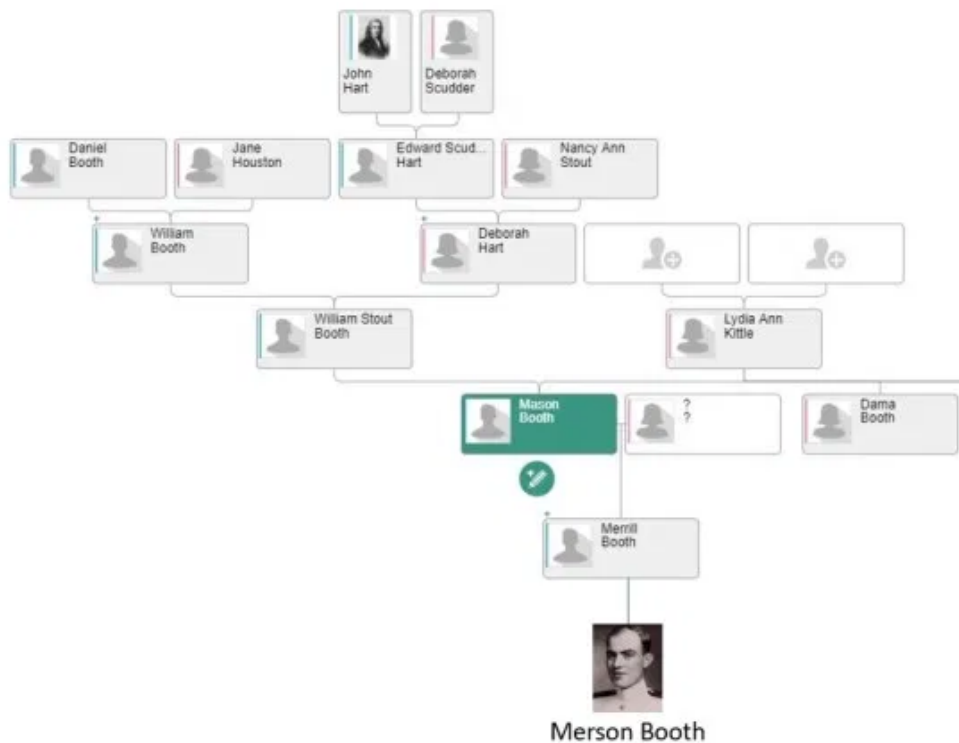 John
Hart
Deborah
Scudder
Daniel
Booth
Jane
Houston
Edward Scud...
Hart
Nancy Ann
Stout
William
Booth
Deborah
Hart
William Stout
Booth
Lydia Ann
Kittle
Mason
Booth
?
?
Dama
Booth
Merrill
Booth
Merson Booth